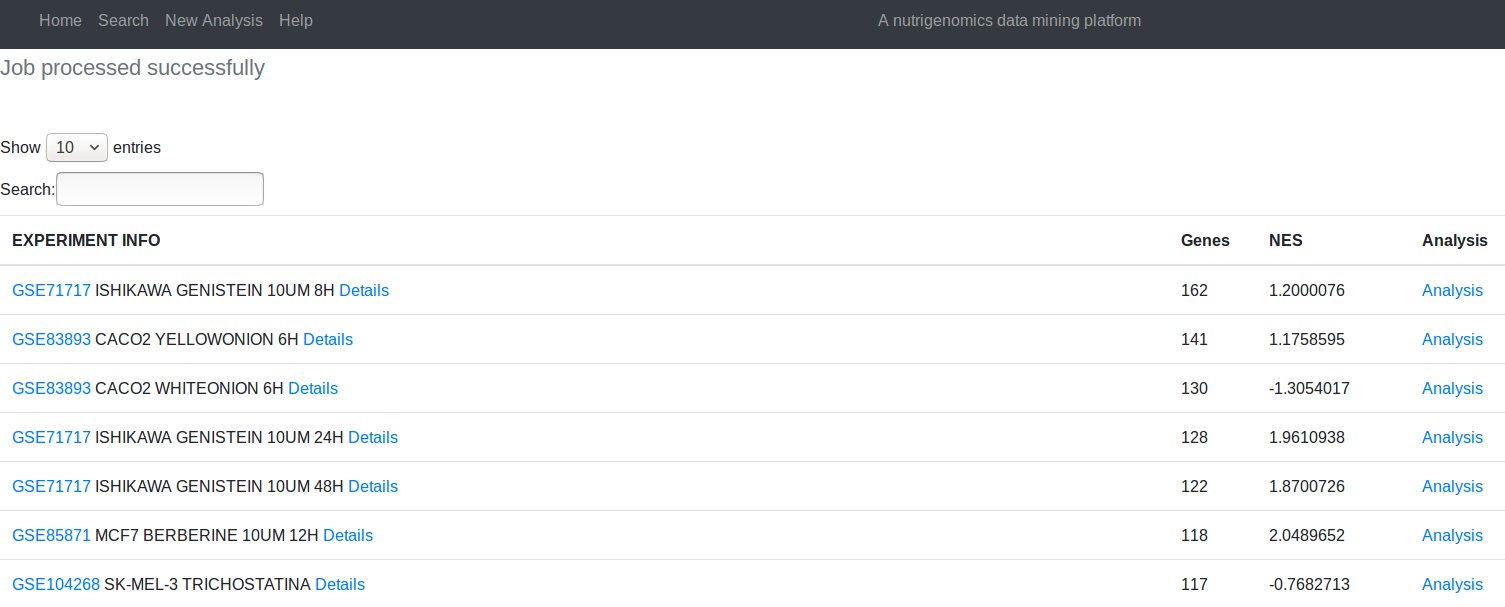 Home Search New Analysis Help A nutrigenomics data mining platform
Job processed successfully
Show 10 entries
Search:
EXPERIMENT INFO Genes NES Analysis
GSE71717 ISHIKAWA GENISTEIN 10UM 8H Details 162 1.2000076 Analysis
GSE83893 CACO2 YELLOWONION 6H Details 141 1.1758595 Analysis
GSE83893 CACO2 WHITEONION 6H Details 130 -1.3054017 Analysis
GSE71717 ISHIKAWA GENISTEIN 10UM 24H Details 128 1.9610938 Analysis
GSE71717 ISHIKAWA GENISTEIN 10UM 48H Details 122 1.8700726 Analysis
GSE85871 MCF7 BERBERINE 10UM 12H Details 118 2.0489652 Analysis
GSE104268 SK-MEL-3 TRICHOSTATINA Details 117 -0.7682713 Analysis